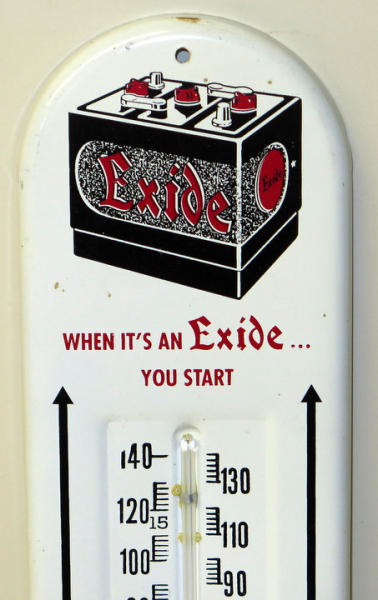 Exide
Exide
WHEN IT'S AN Exide...
YOU START
140
130
120
15
110
100
90